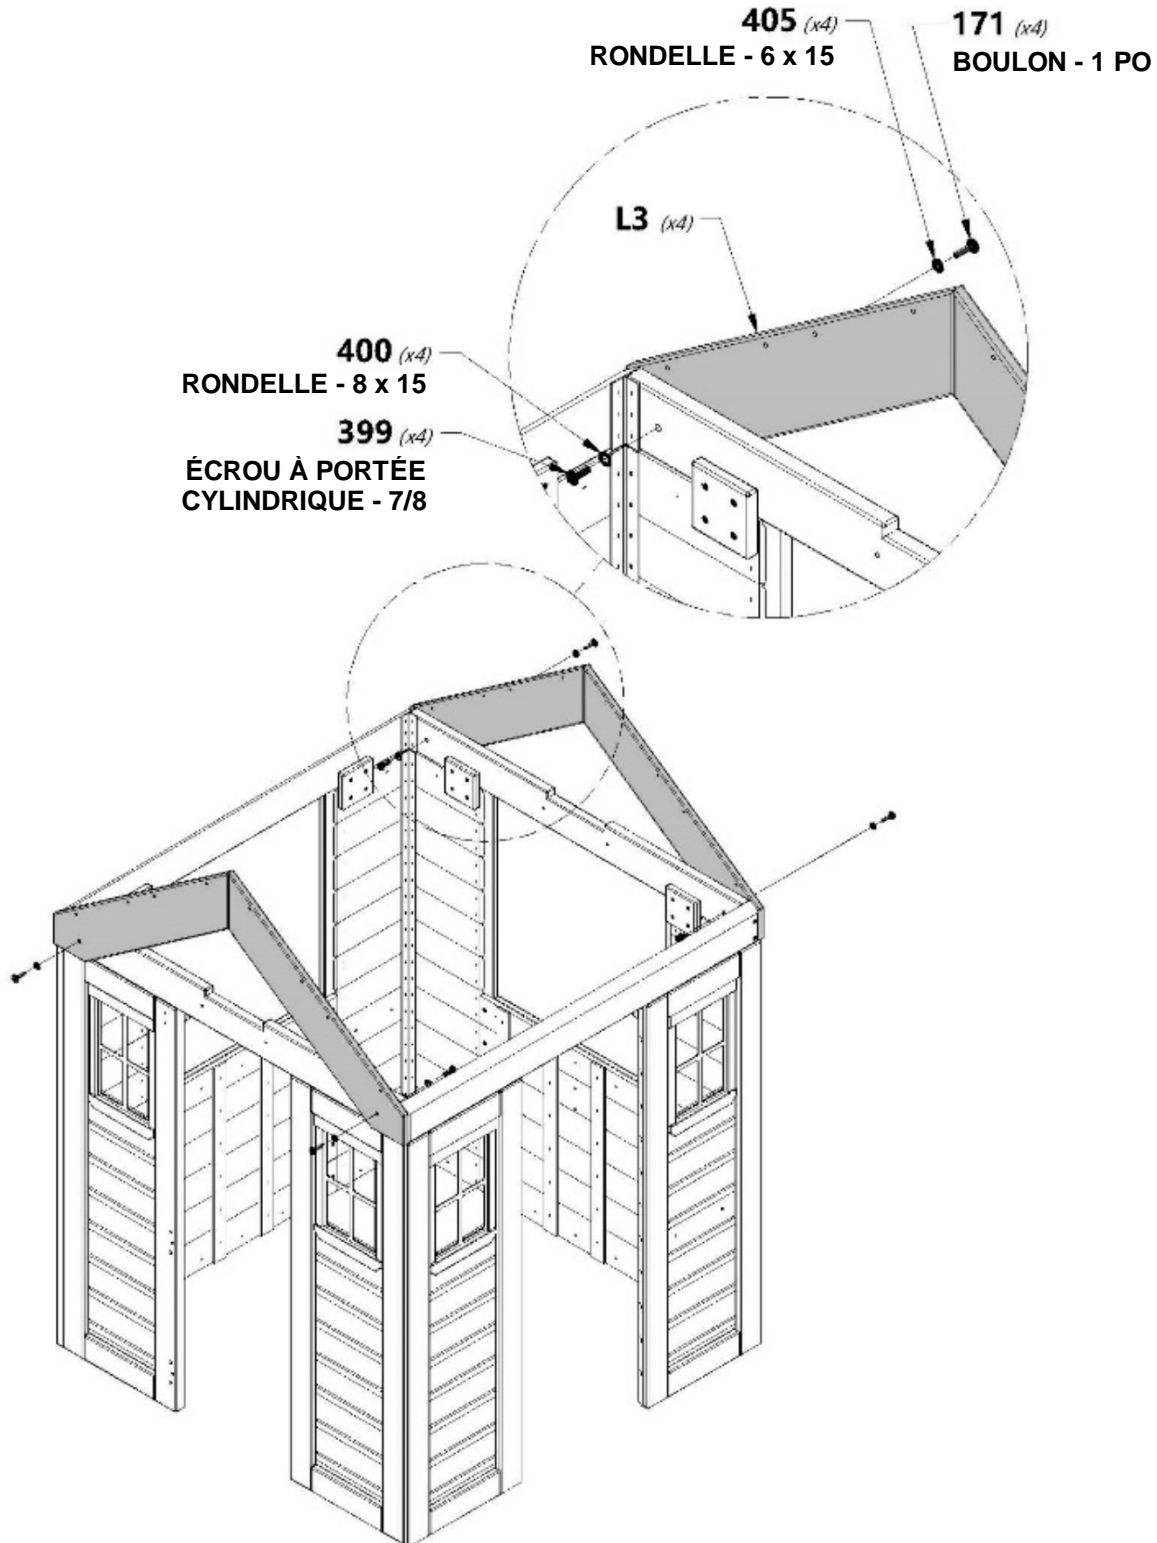 405 (x4)
RONDELLE - 6 x 15
171 (x4)
BOULON - 1 PO
L3 (x4)
400 (x4)
RONDELLE - 8 x 15
399 (x4)
ÉCROU À PORTÉE
CYLINDRIQUE - 7/8